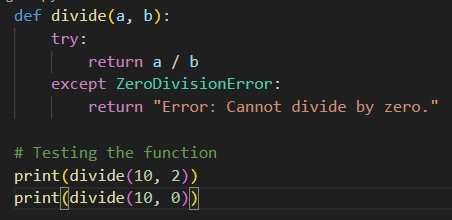 def divide(a, b):
    try:
        return a / b
    except ZeroDivisionError:
        return "Error: Cannot divide by zero."
# Testing the function
print(divide(10, 2))
print(divide(10, 0))